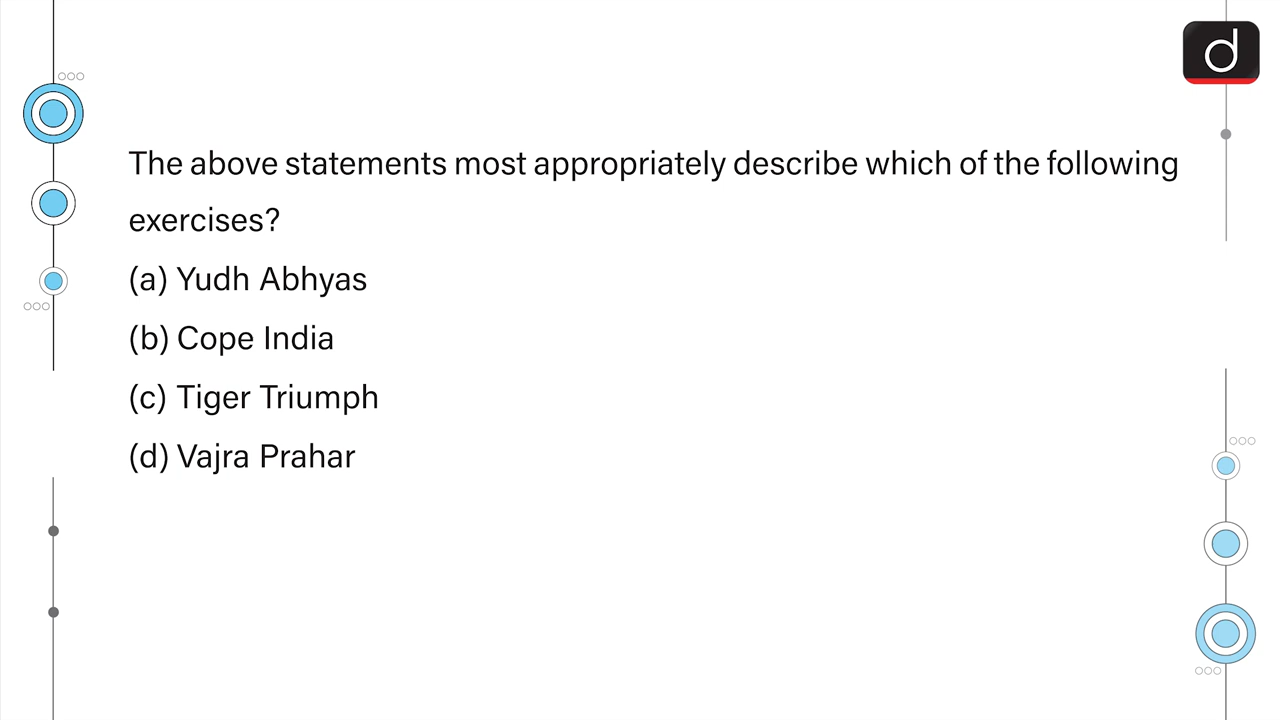 The above statements most appropriately describe which of the following
exercises?
(a) Yudh Abhyas
(b) Cope India
(c) Tiger Triumph
(d) Vajra Prahar